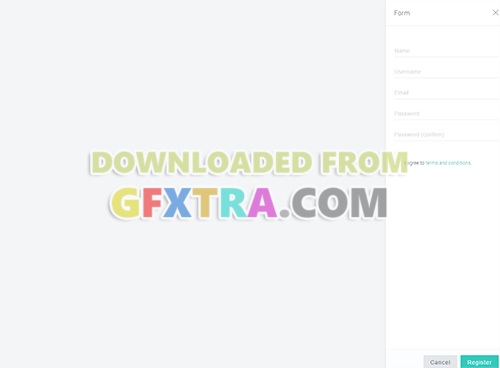 Form
Name
Username
Email
Password
Password (confirm)
agree to terms and conditions
DOWNLOADED FROM
GFXTRA.COM
Cancel Register